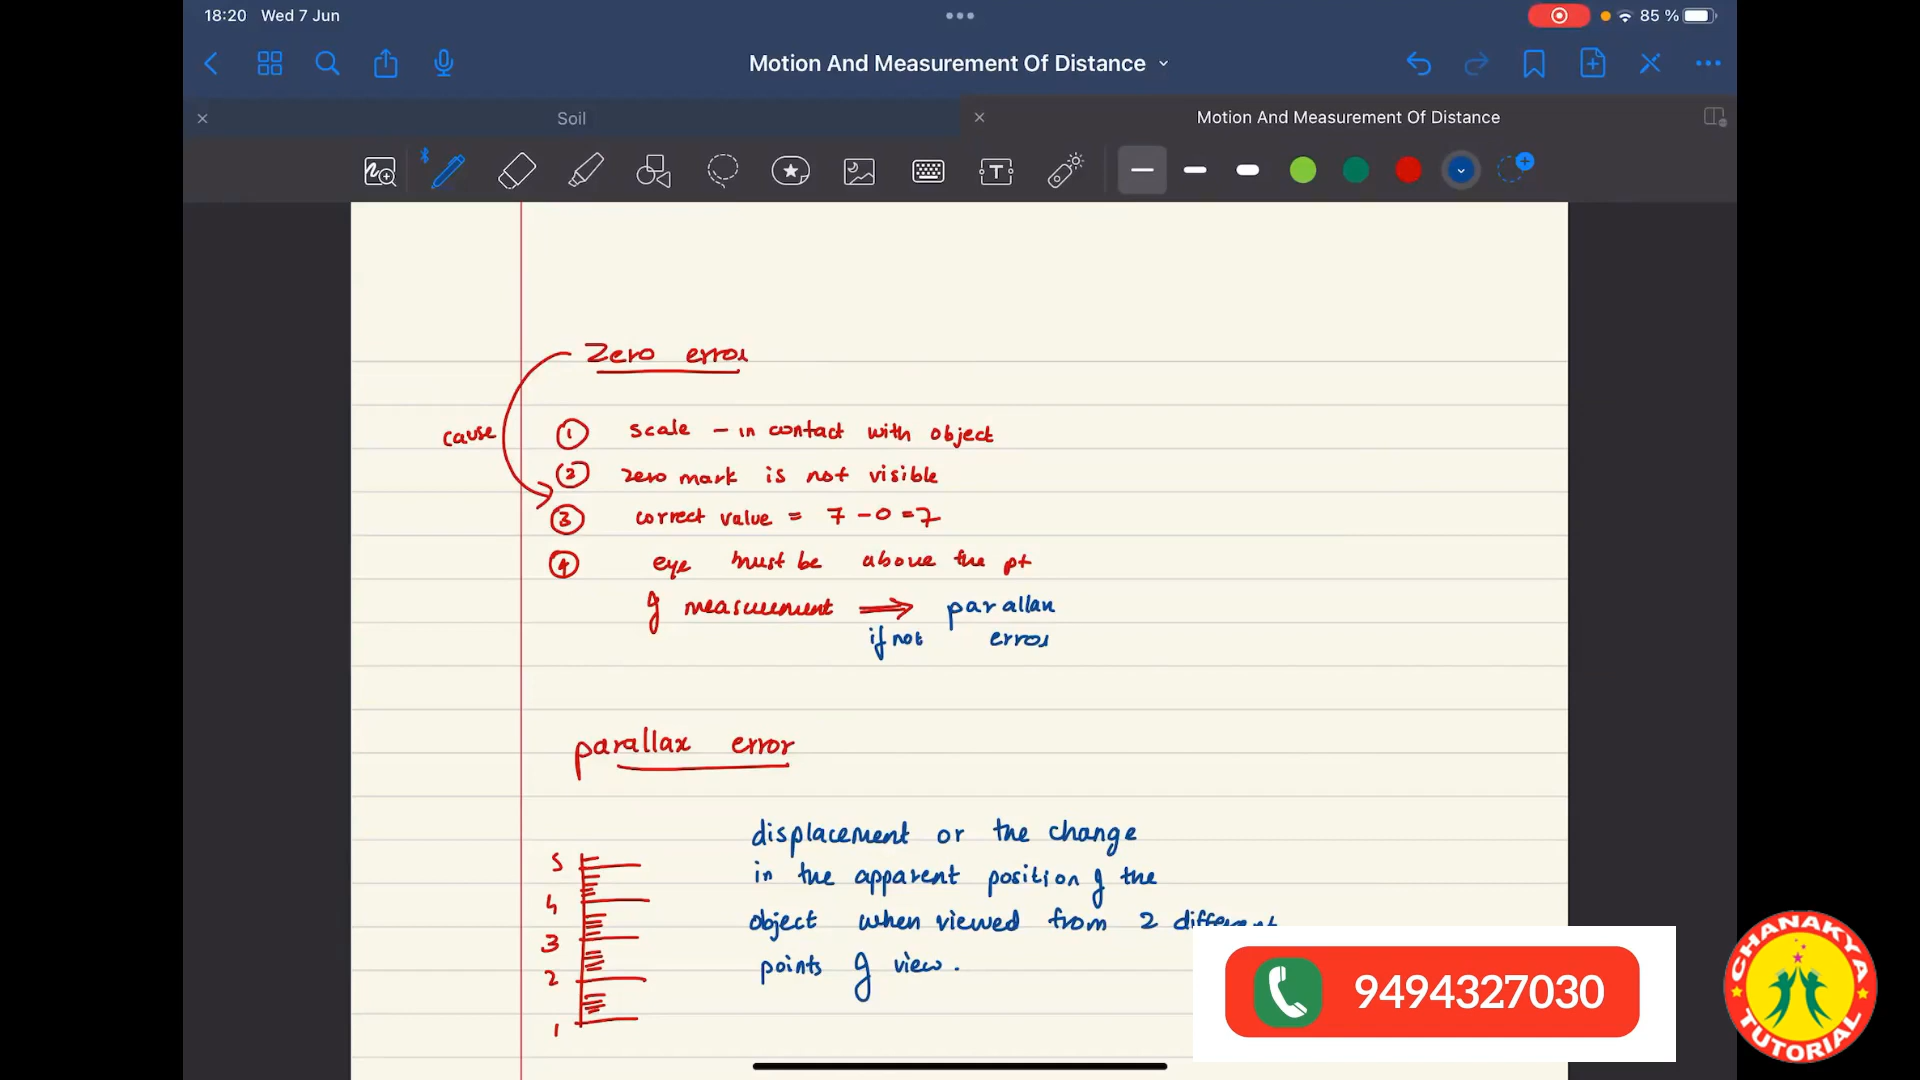 18:20 Wed 7 Jun
85 %
Motion And Measurement Of Distance
Soil
Motion And Measurement Of Distance
Zero error
cause
1 scale - in contact with object
2 zero mark is not visible
3 correct value = 7 - 0 = 7
4 eye must be above the pt
of measurement ⇒ parallax
if not error
parallax error
displacement or the change
in the apparent position of the
object when viewed from 2 different
points of view.
5
4
3
2
1
9494327030
CHANAKYA
TUTORIAL